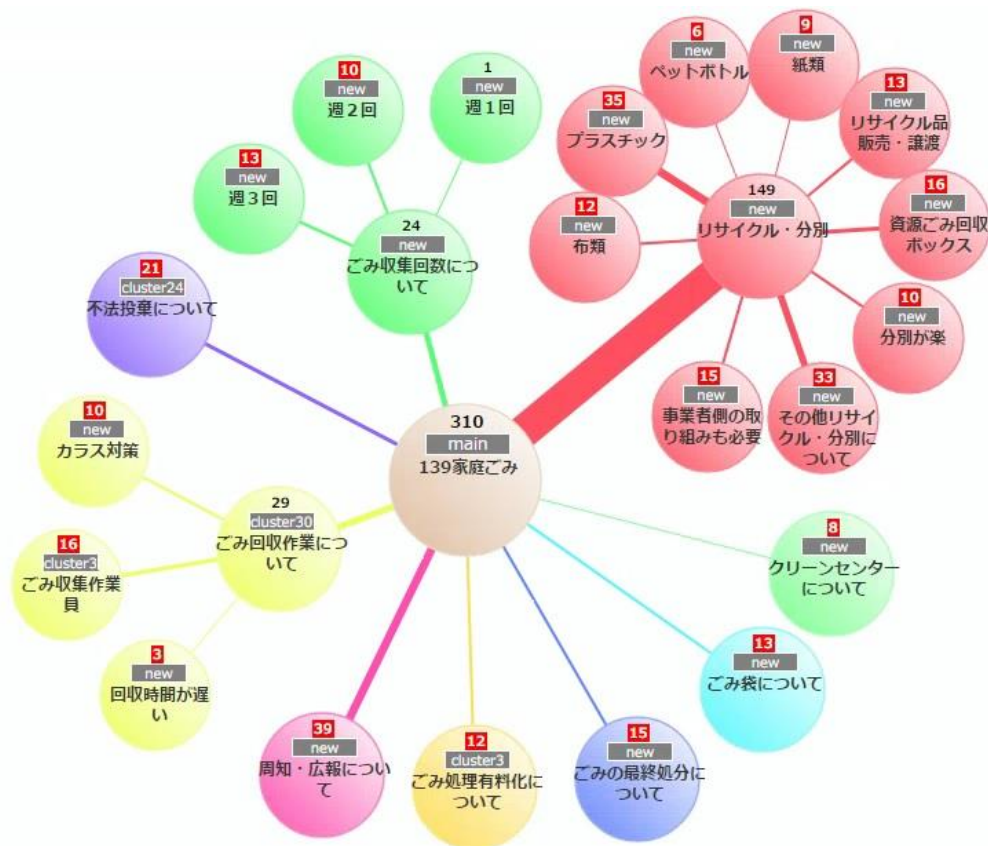 6
new
ペットボトル
9
new
紙類
13
new
リサイクル品
販売・譲渡
35
new
プラスチック
16
new
資源ごみ回収
ボックス
12
new
布類
149
new
リサイクル・分別
10
new
分別が楽
15
new
事業者側の取
り組みも必要
33
new
その他リサイ
クル・分別につ
いて
10
new
週２回
1
new
週１回
13
new
週３回
24
new
ごみ収集回数につ
いて
21
cluster24
不法投棄について
310
main
139家庭ごみ
10
new
カラス対策
29
cluster30
ごみ回収作業につ
いて
16
cluster3
ごみ収集作業
員
3
new
回収時間が遅
い
8
new
クリーンセンター
について
13
new
ごみ袋について
39
new
周知・広報につい
て
12
cluster3
ごみ処理有料化に
ついて
15
new
ごみの最終処分に
ついて